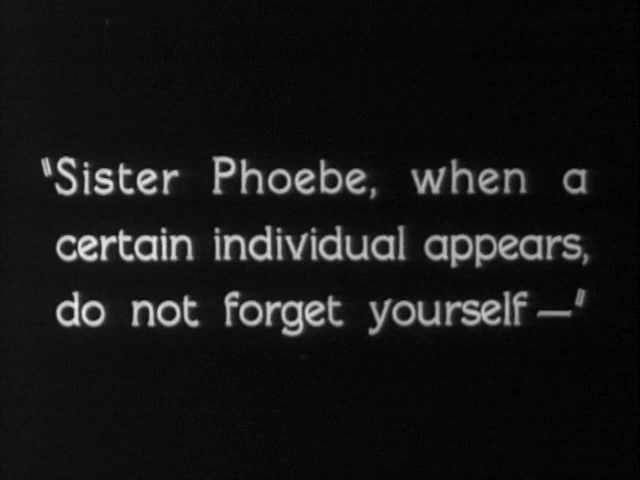 "Sister Phoebe, when a
certain individual appears,
do not forget yourself—"